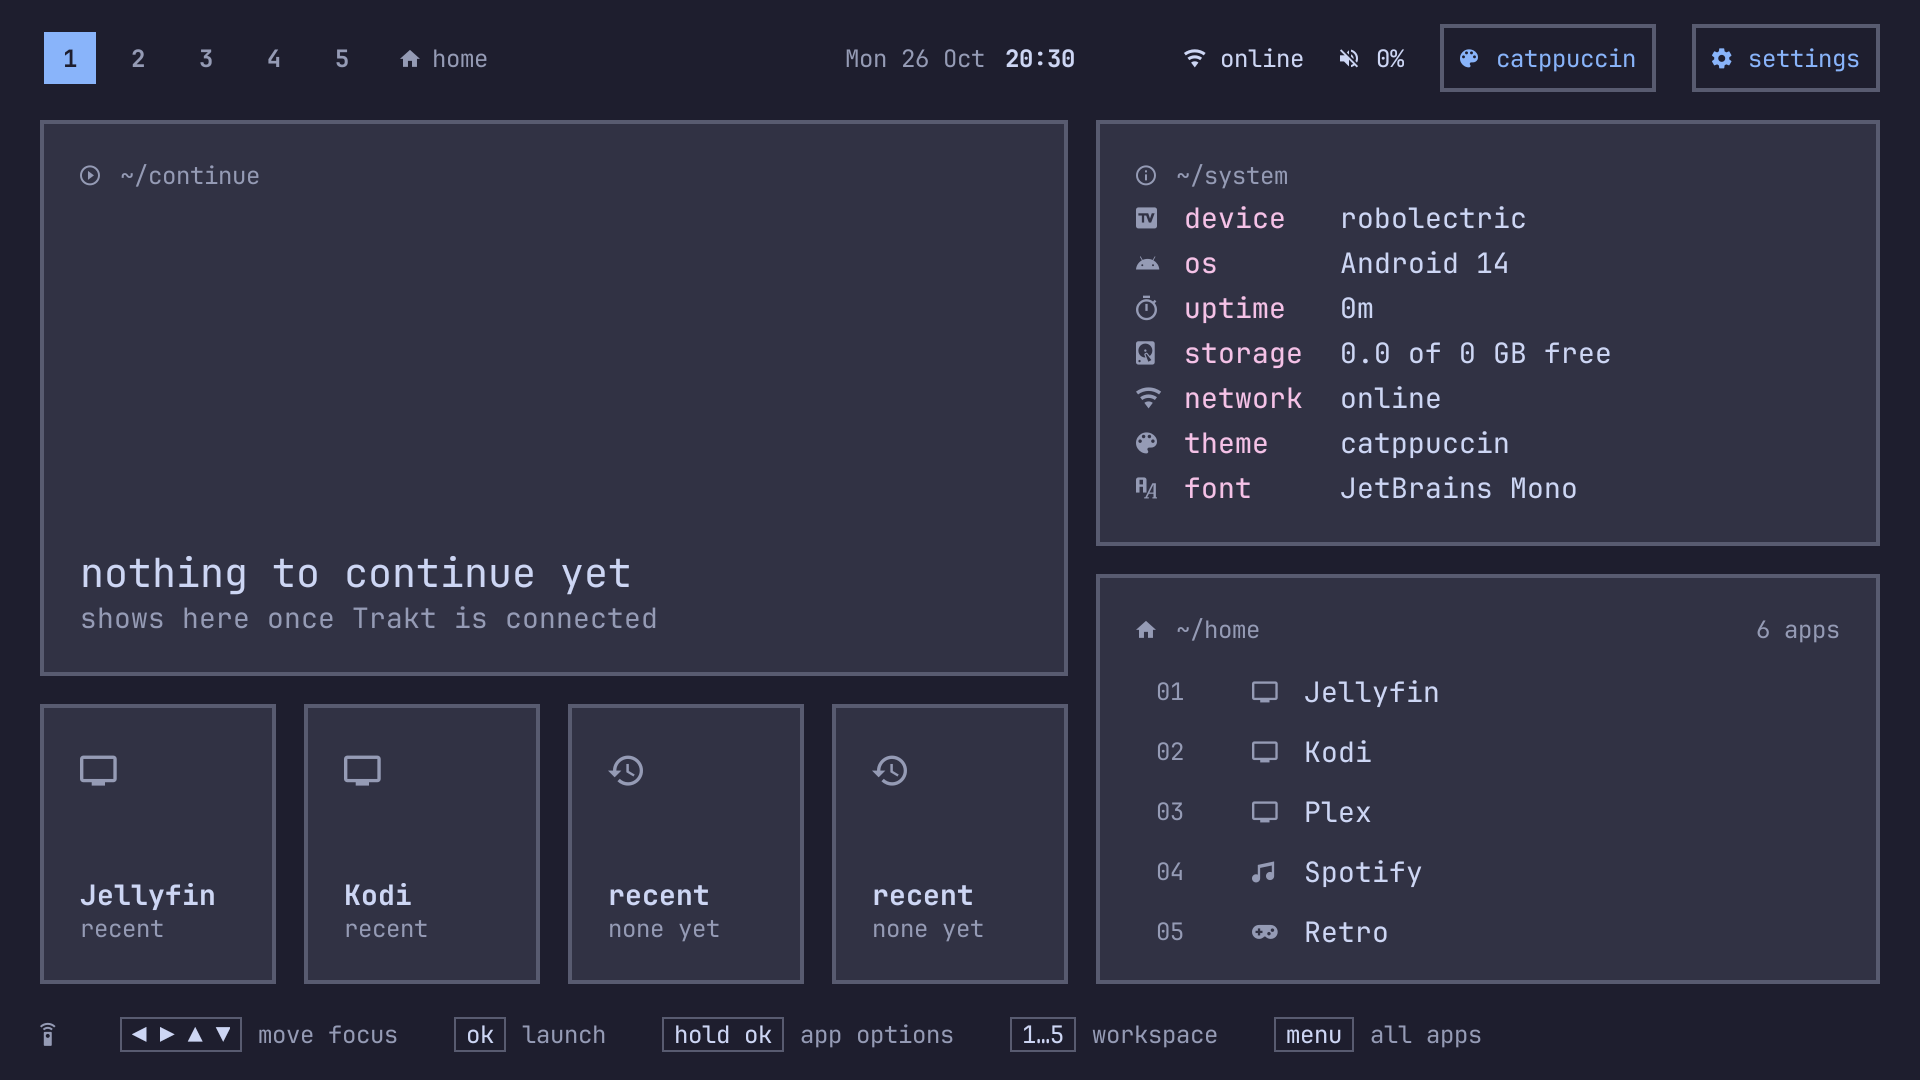 1 2 3 4 5 home Mon 26 Oct 20:30 online 0% catppuccin settings
~/continue
nothing to continue yet
shows here once Trakt is connected
~/system
TV device robolectric
os Android 14
uptime 0m
storage 0.0 of 0 GB free
network online
theme catppuccin
font JetBrains Mono
Jellyfin
recent
Kodi
recent
recent
none yet
recent
none yet
~/home 6 apps
01 Jellyfin
02 Kodi
03 Plex
04 Spotify
05 Retro
◀ ▶ ▲ ▼ move focus ok launch hold ok app options 1…5 workspace menu all apps